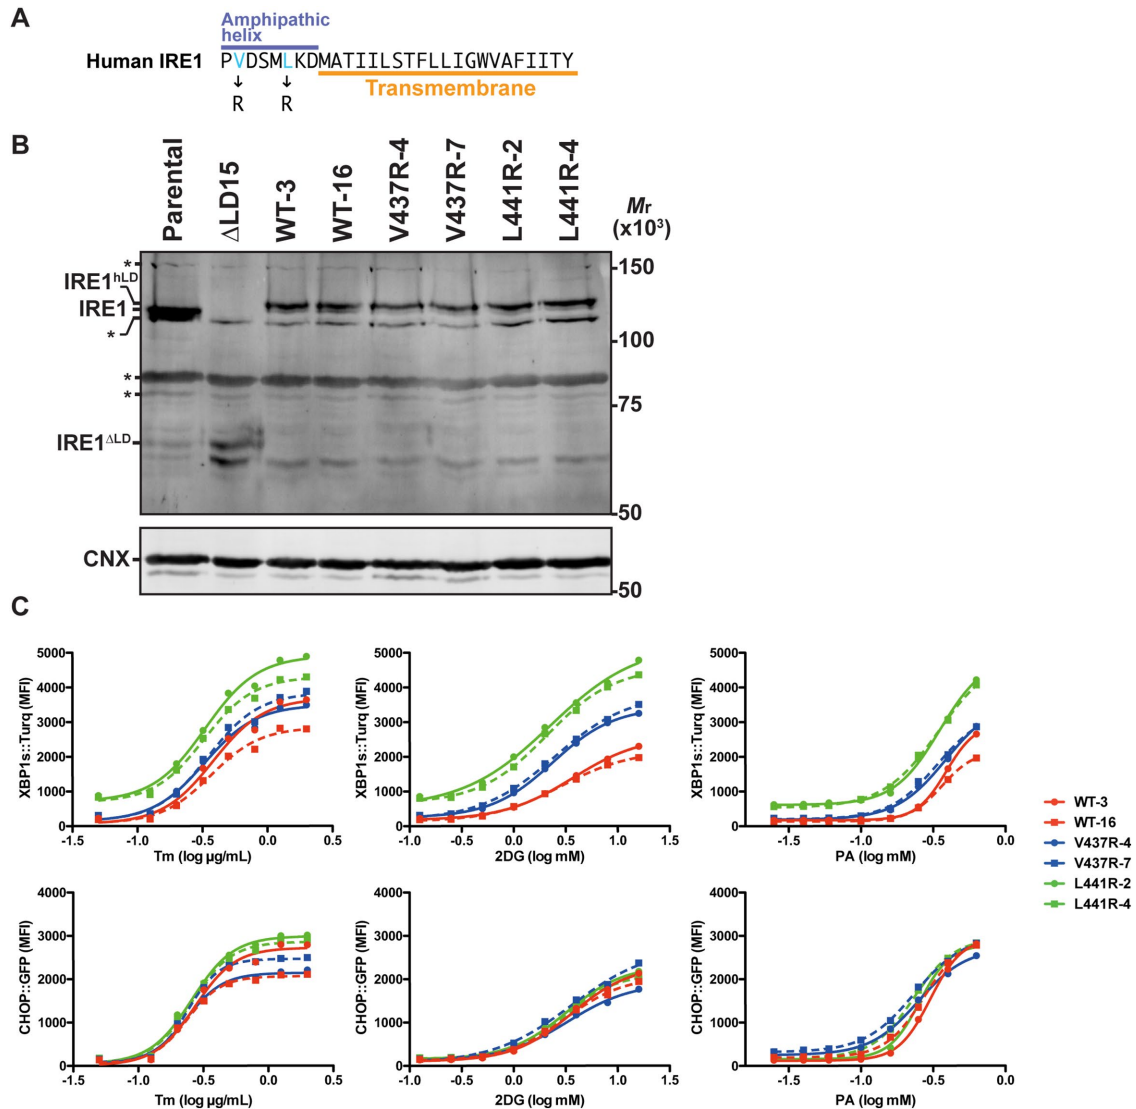 A
Amphipathic
helix
Human IRE1 PVDSMLKDMATIILSTFLLIGWVAFIITY
↓ ↓
R R
Transmembrane
B
Parental
ΔLD15
WT-3
WT-16
V437R-4
V437R-7
L441R-2
L441R-4
Mr
(x10³)
*
IRE1hLD
IRE1
*
*
*
IRE1ΔLD
-150
-100
-75
-50
CNX
-50
C
XBP1s::Turq (MFI)
5000
4000
3000
2000
1000
0
-1.5 -1.0 -0.5 0.0 0.5
Tm (log µg/mL)
XBP1s::Turq (MFI)
5000
4000
3000
2000
1000
0
-1.0 -0.5 0.0 0.5 1.0 1.5
2DG (log mM)
XBP1s::Turq (MFI)
5000
4000
3000
2000
1000
0
-1.5 -1.0 -0.5 0.0
PA (log mM)
WT-3
WT-16
V437R-4
V437R-7
L441R-2
L441R-4
CHOP::GFP (MFI)
4000
3000
2000
1000
0
-1.5 -1.0 -0.5 0.0 0.5
Tm (log µg/mL)
CHOP::GFP (MFI)
4000
3000
2000
1000
0
-1.0 -0.5 0.0 0.5 1.0 1.5
2DG (log mM)
CHOP::GFP (MFI)
4000
3000
2000
1000
0
-1.5 -1.0 -0.5 0.0
PA (log mM)